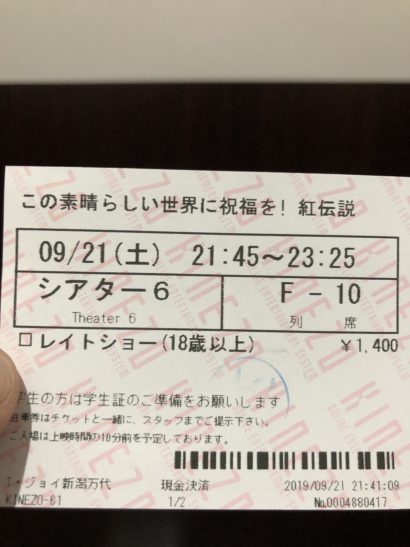 この素晴らしい世界に祝福を! 紅伝説
09/21(土) 21:45〜23:25
シアター6 F - 10
Theater 6 列 席
□レイトショー(18歳以上) ¥1,400
学生の方は学生証のご準備をお願いします
駐車券はチケットと一緒に、スタッフまでご提示下さい。
ご入場は上映時間の10分前を予定しております。
T・ジョイ新潟万代 現金決済 2019/09/21 21:41:09
KINEZO-61 1/2 No.0004880417